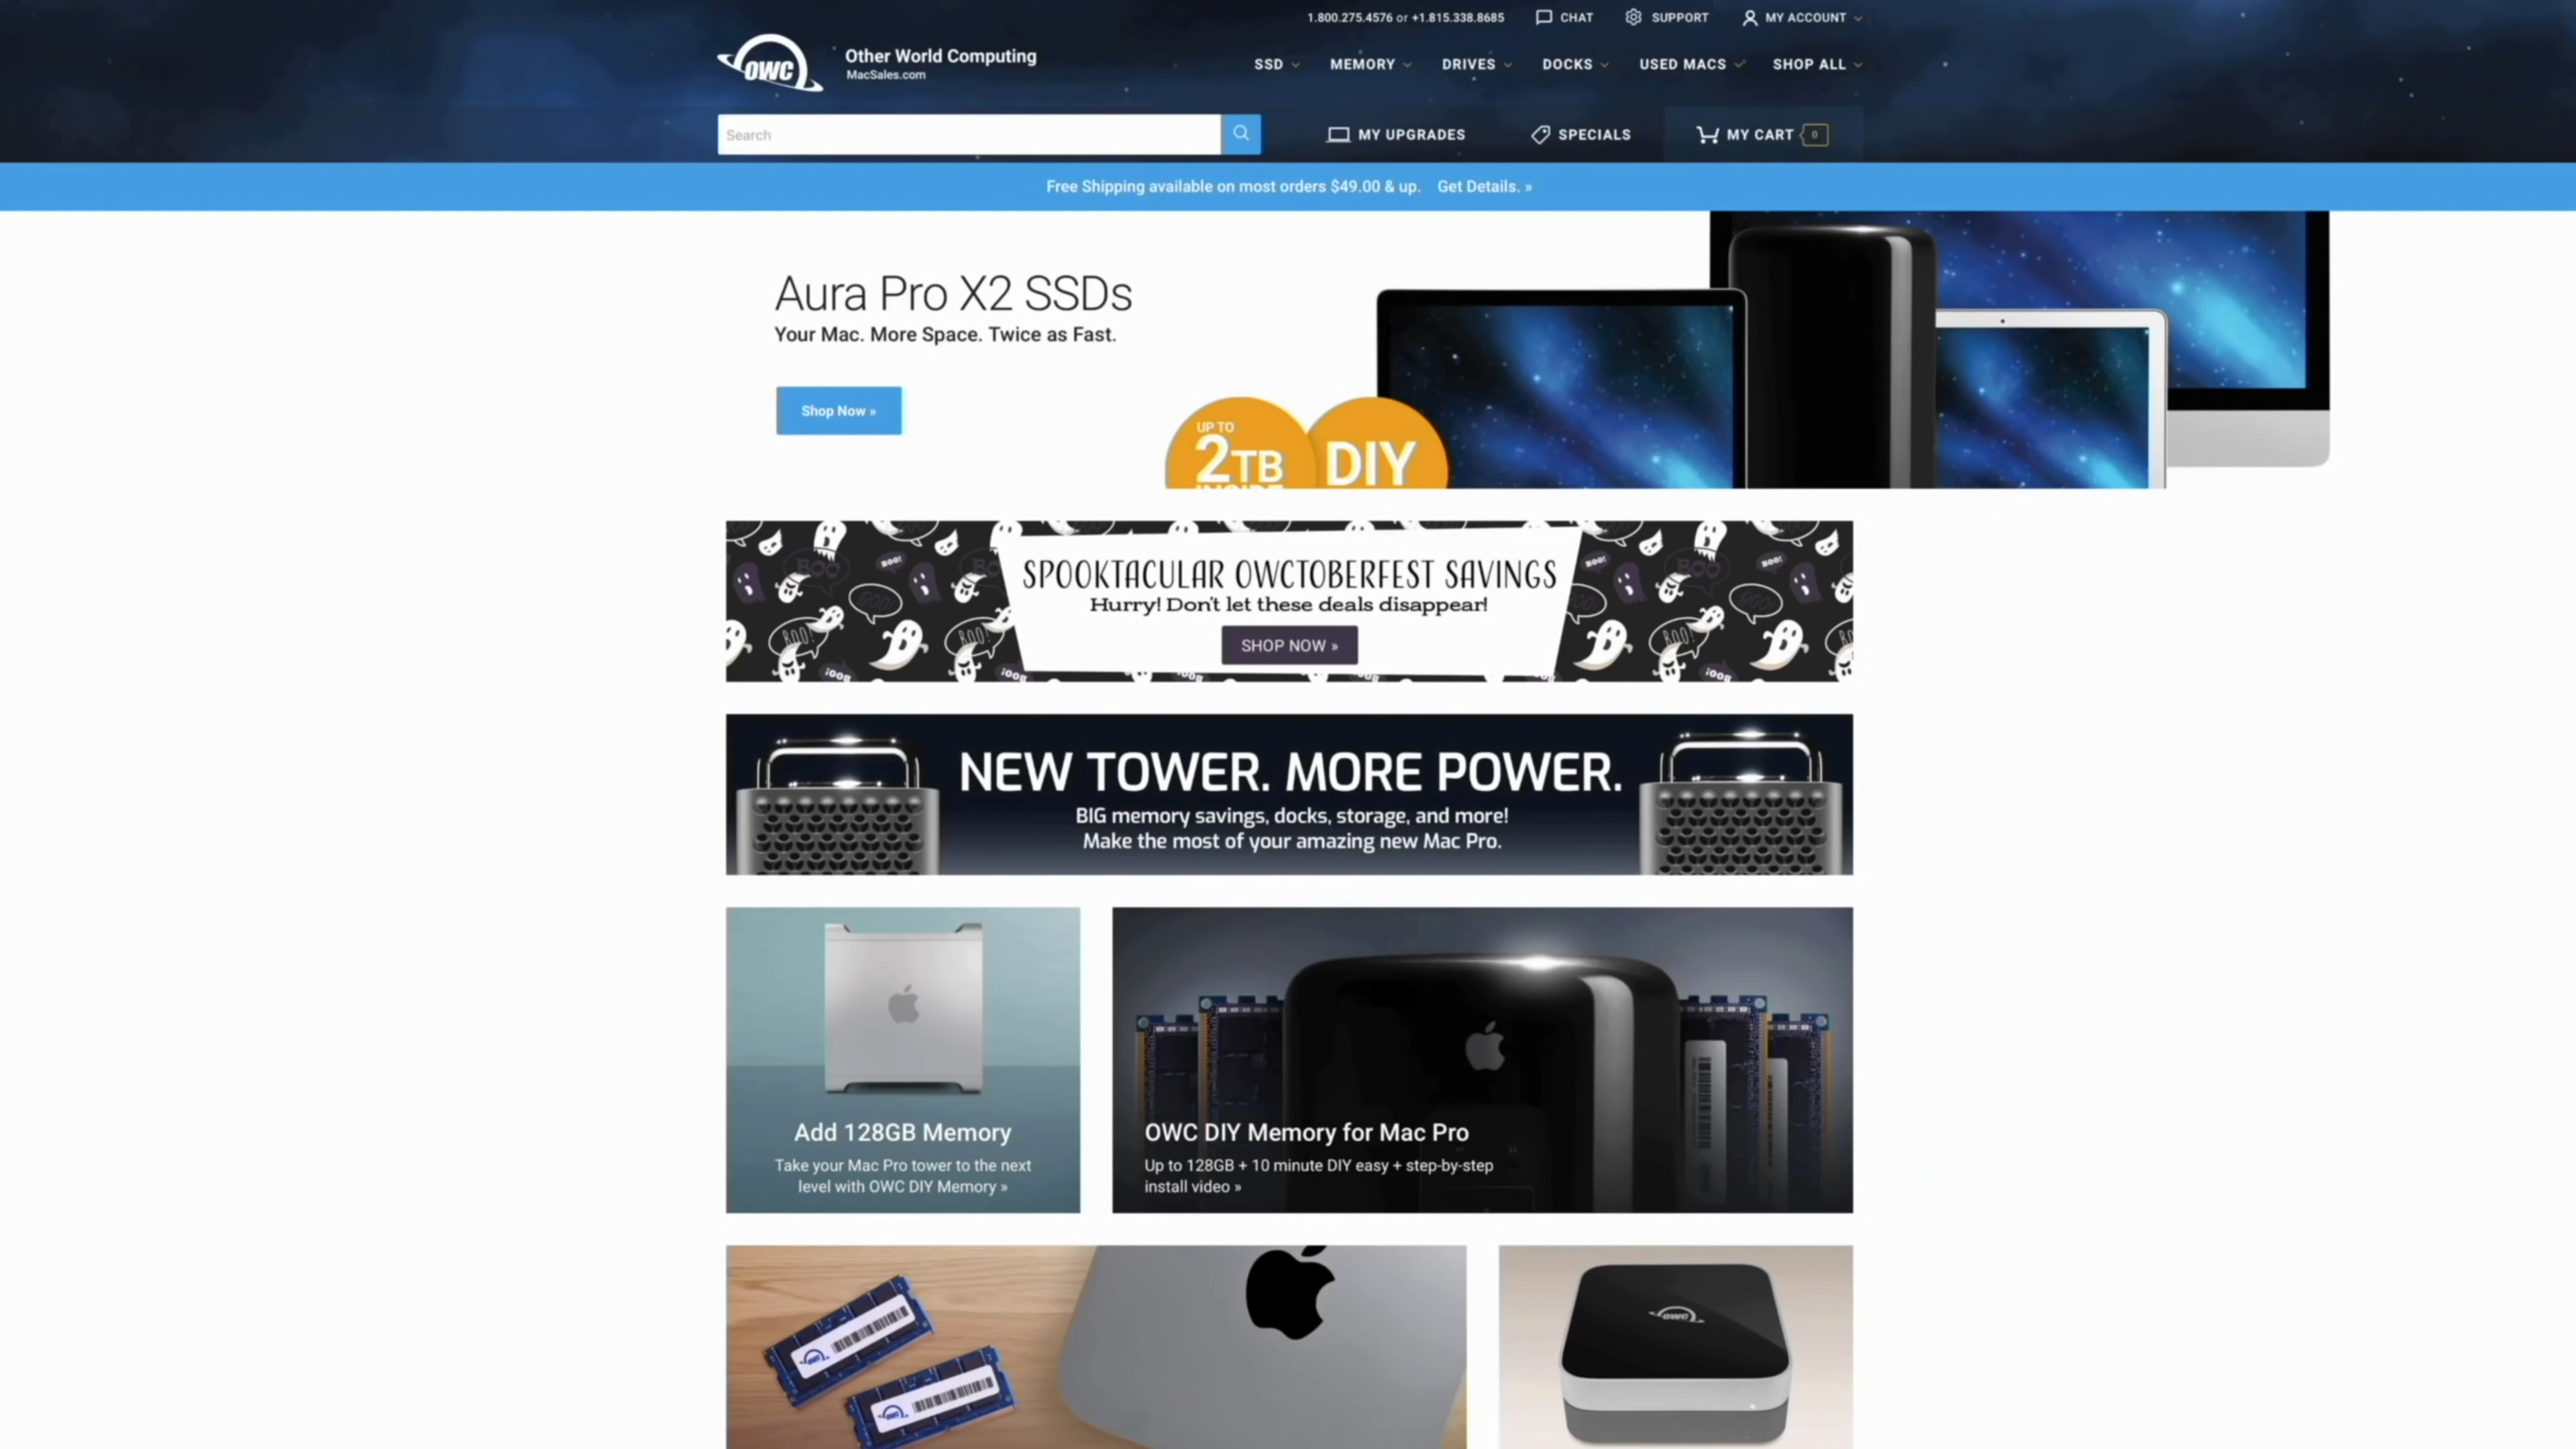 1.800.275.4576 or +1.815.338.8685
CHAT
SUPPORT
MY ACCOUNT
OWC
Other World Computing
MacSales.com
SSD
MEMORY
DRIVES
DOCKS
USED MACS
SHOP ALL
Search
MY UPGRADES
SPECIALS
MY CART
0
Free Shipping available on most orders $49.00 & up. Get Details. »
Aura Pro X2 SSDs
Your Mac. More Space. Twice as Fast.
Shop Now »
UP TO
2TB
INSIDE
DIY
BOO!
SPOOKTACULAR OWCTOBERFEST SAVINGS
Hurry! Don't let these deals disappear!
SHOP NOW »
NEW TOWER. MORE POWER.
BIG memory savings, docks, storage, and more!
Make the most of your amazing new Mac Pro.
Add 128GB Memory
Take your Mac Pro tower to the next
level with OWC DIY Memory »
OWC DIY Memory for Mac Pro
Up to 128GB + 10 minute DIY easy + step-by-step
install video »
OWC
OWC
OWC